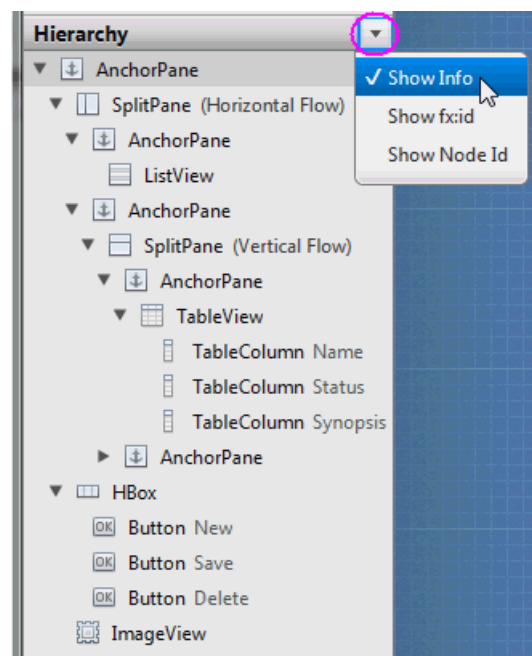 Hierarchy
AnchorPane
Show Info
SplitPane (Horizontal Flow)
Show fx:id
AnchorPane
Show Node Id
ListView
AnchorPane
SplitPane (Vertical Flow)
AnchorPane
TableView
TableColumn Name
TableColumn Status
TableColumn Synopsis
AnchorPane
HBox
OK Button New
OK Button Save
OK Button Delete
ImageView